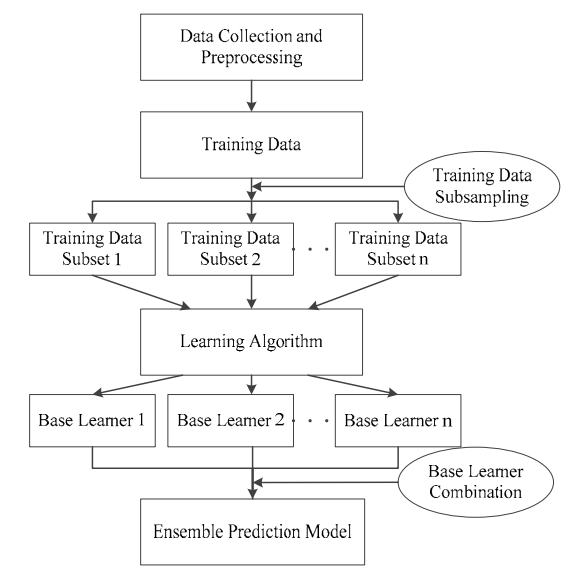 Data Collection and
Preprocessing
Training Data
Training Data
Subsampling
Training Data
Subset 1
Training Data
Subset 2
. . .
Training Data
Subset n
Learning Algorithm
Base Learner 1
Base Learner 2
. . .
Base Learner n
Base Learner
Combination
Ensemble Prediction Model